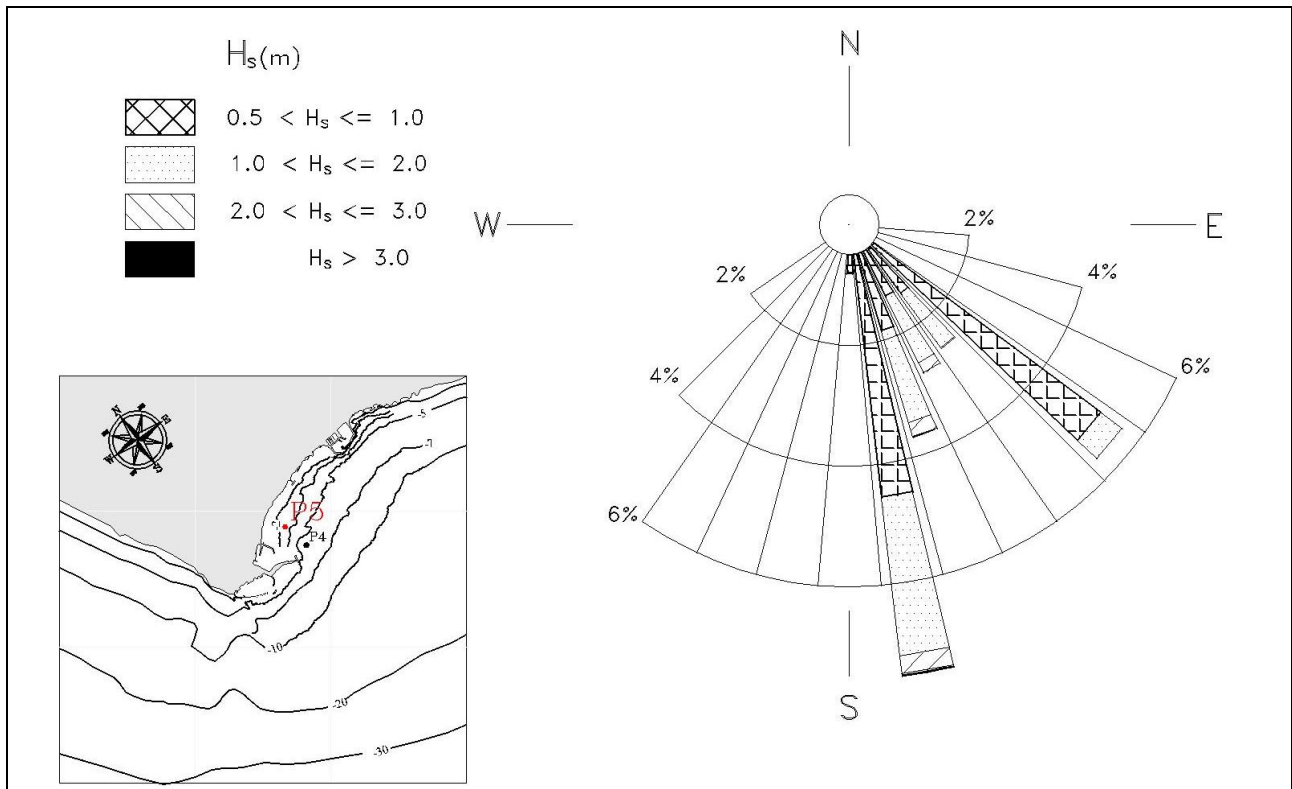 Hs(m)
0.5 < Hs <= 1.0
1.0 < Hs <= 2.0
2.0 < Hs <= 3.0
Hs > 3.0
N
W
E
S
2%
4%
6%
2%
4%
6%
N
E
W
-5
-7
P5
P4
-10
-20
-30